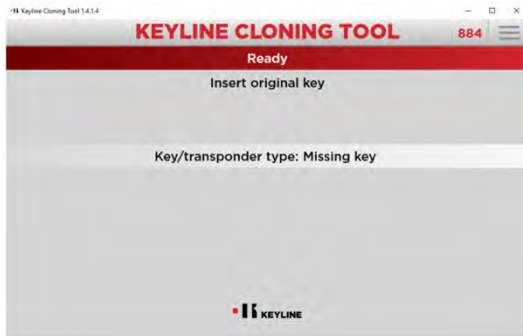 Keyline Cloning Tool 1.4.1.4
KEYLINE CLONING TOOL 884
Ready
Insert original key
Key/transponder type: Missing key
KEYLINE